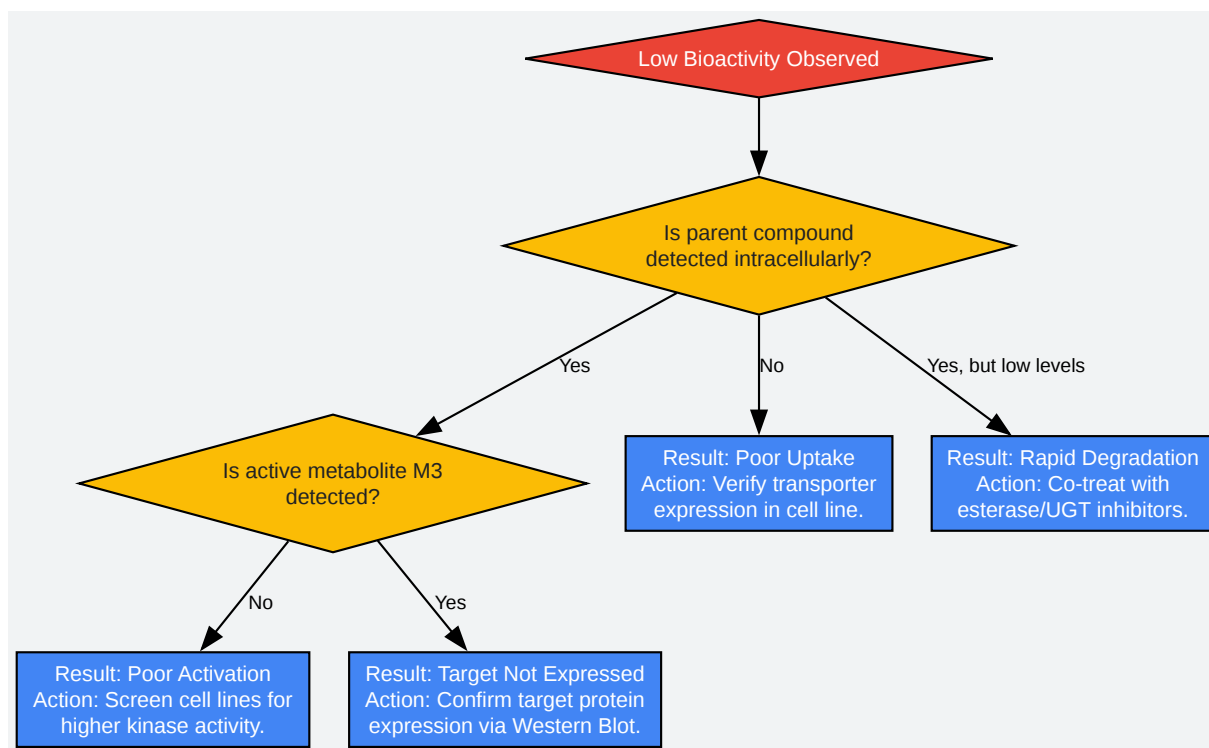 Low Bioactivity Observed
Is parent compound
detected intracellularly?
Yes
No
Yes, but low levels
Is active metabolite M3
detected?
Result: Poor Uptake
Action: Verify transporter
expression in cell line.
Result: Rapid Degradation
Action: Co-treat with
esterase/UGT inhibitors.
No
Yes
Result: Poor Activation
Action: Screen cell lines for
higher kinase activity.
Result: Target Not Expressed
Action: Confirm target protein
expression via Western Blot.